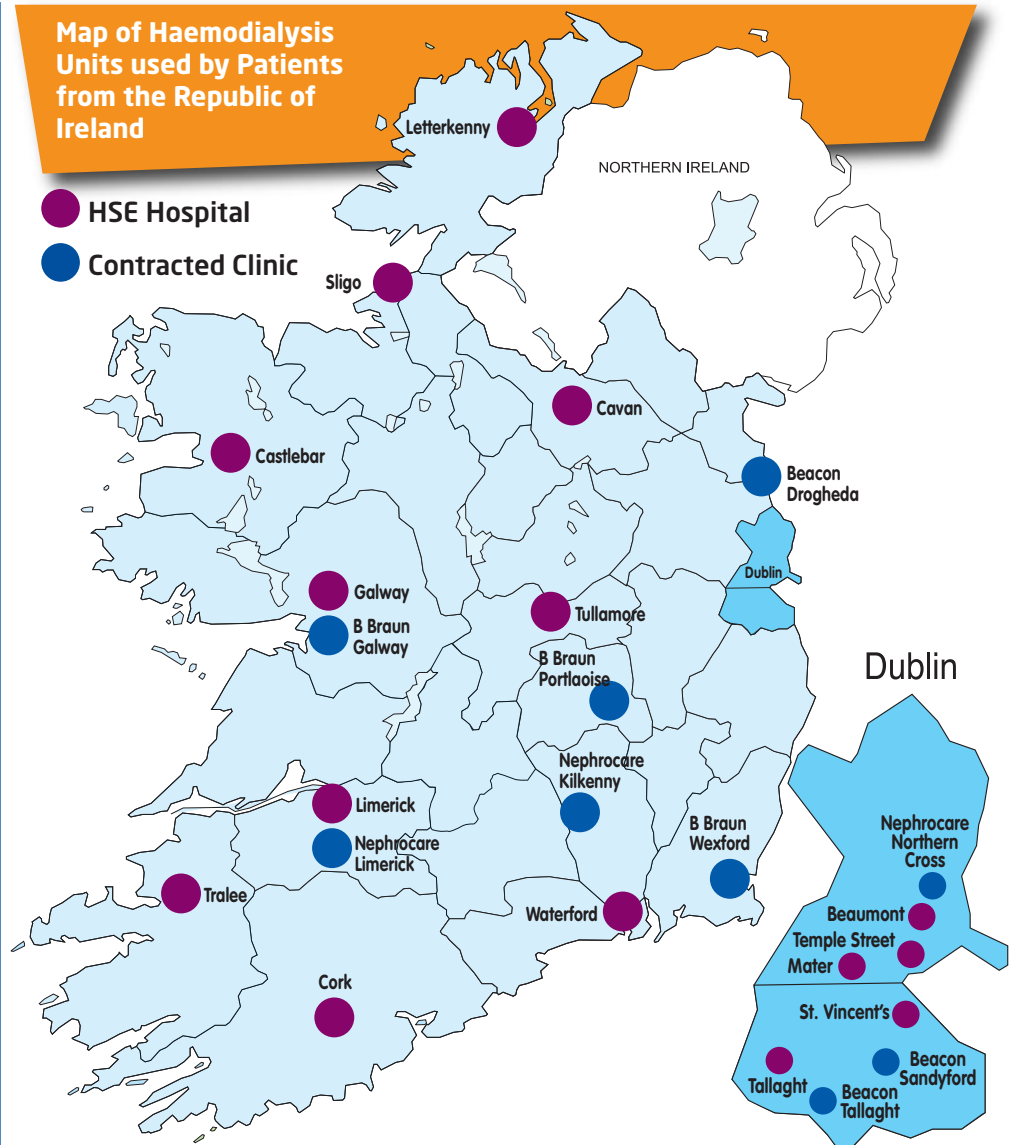 Map of Haemodialysis
Units used by Patients
from the Republic of
Ireland
HSE Hospital
Contracted Clinic
Letterkenny
NORTHERN IRELAND
Sligo
Cavan
Castlebar
Beacon
Drogheda
Dublin
Galway
B Braun
Galway
Tullamore
B Braun
Portlaoise
Nephrocare
Kilkenny
Limerick
Nephrocare
Limerick
B Braun
Wexford
Tralee
Waterford
Cork
Dublin
Nephrocare
Northern
Cross
Beaumont
Temple Street
Mater
St. Vincent's
Tallaght
Beacon
Sandyford
Beacon
Tallaght